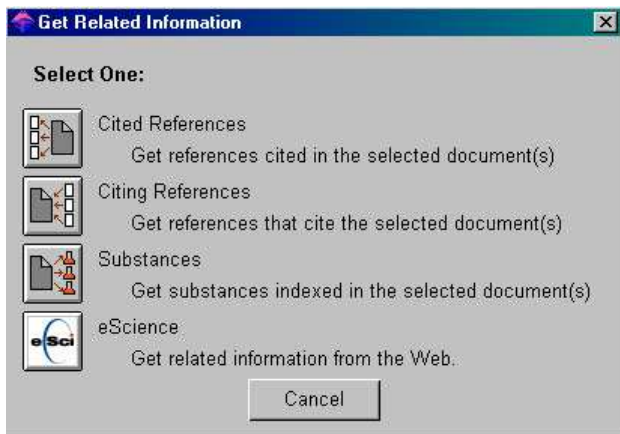 Get Related Information
Select One:
Cited References
Get references cited in the selected document(s)
Citing References
Get references that cite the selected document(s)
Substances
Get substances indexed in the selected document(s)
eSci
eScience
Get related information from the Web.
Cancel